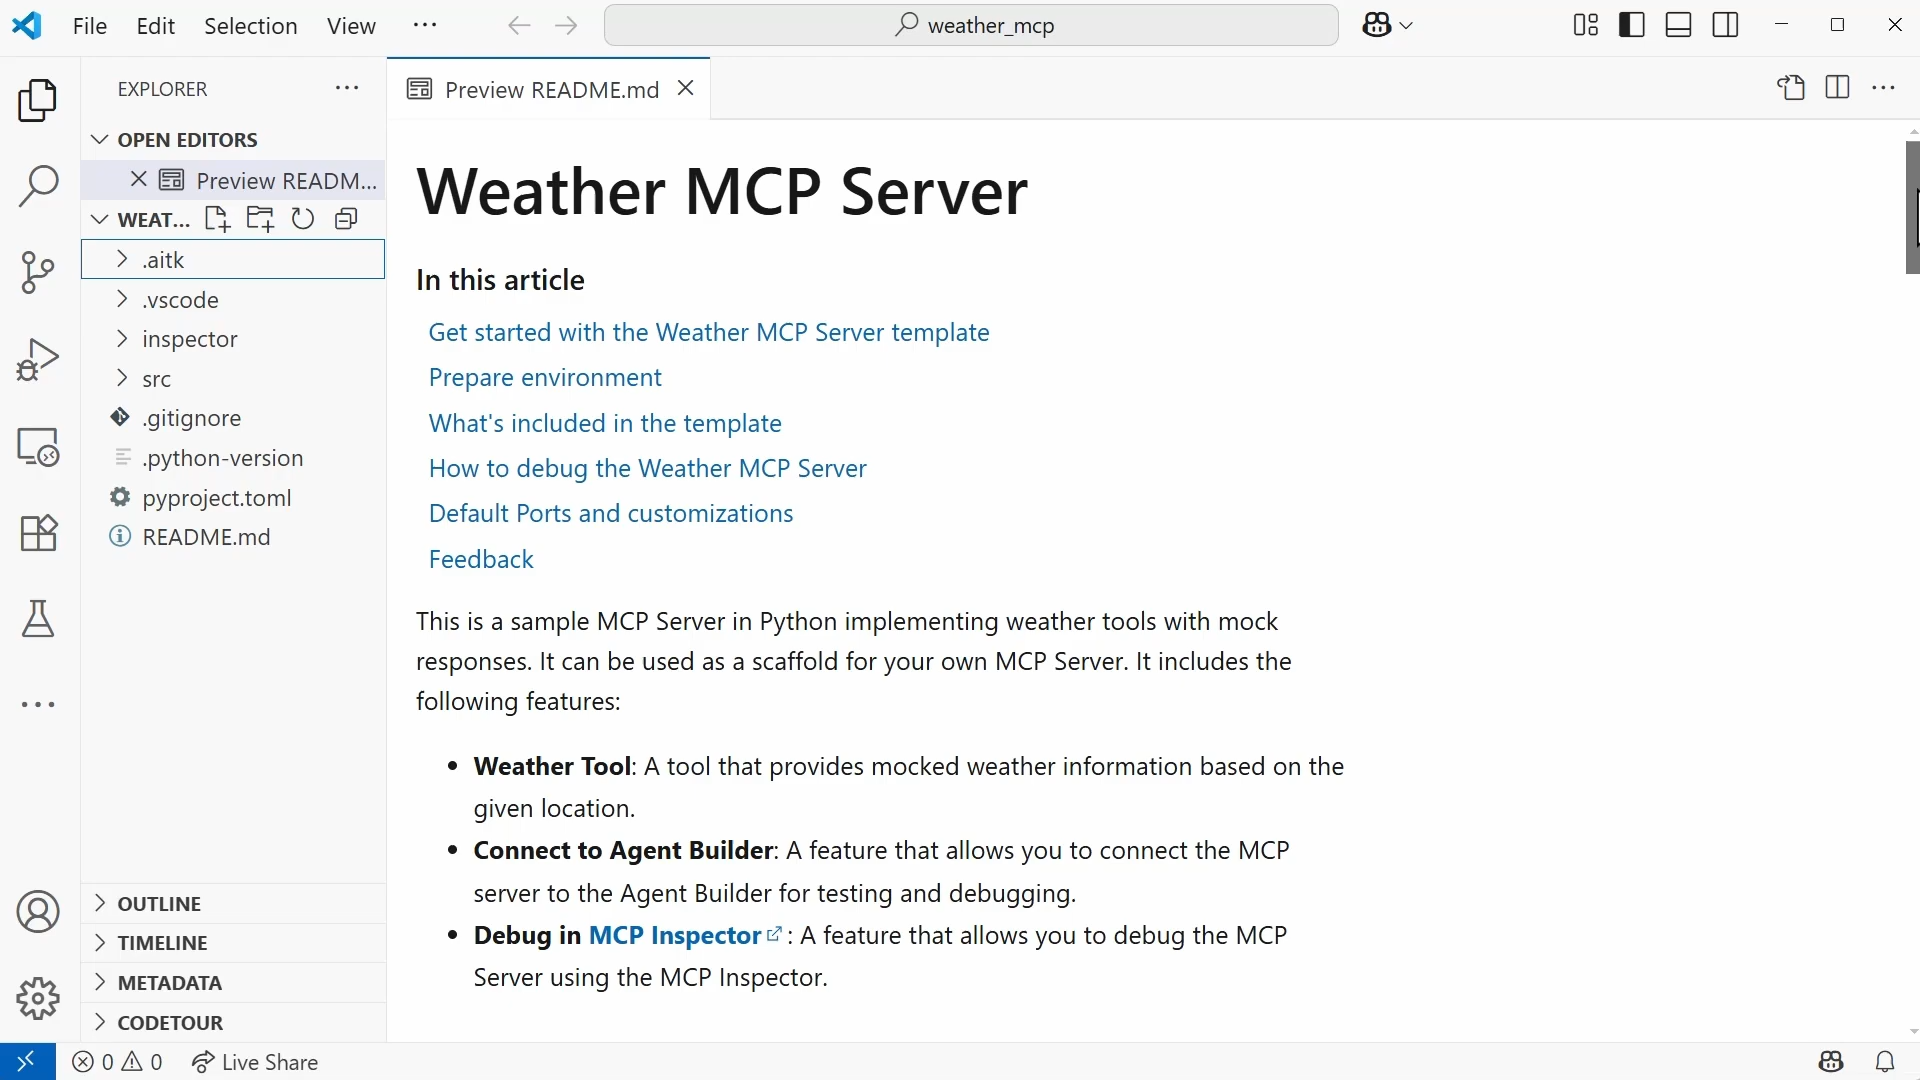 File Edit Selection View ···
weather_mcp
EXPLORER
OPEN EDITORS
Preview READM...
WEAT...
.aitk
.vscode
inspector
src
.gitignore
.python-version
pyproject.toml
README.md
OUTLINE
TIMELINE
METADATA
CODETOUR
Preview README.md
Weather MCP Server
In this article
Get started with the Weather MCP Server template
Prepare environment
What's included in the template
How to debug the Weather MCP Server
Default Ports and customizations
Feedback
This is a sample MCP Server in Python implementing weather tools with mock
responses. It can be used as a scaffold for your own MCP Server. It includes the
following features:
• Weather Tool: A tool that provides mocked weather information based on the
given location.
• Connect to Agent Builder: A feature that allows you to connect the MCP
server to the Agent Builder for testing and debugging.
• Debug in MCP Inspector : A feature that allows you to debug the MCP
Server using the MCP Inspector.
0 0 Live Share